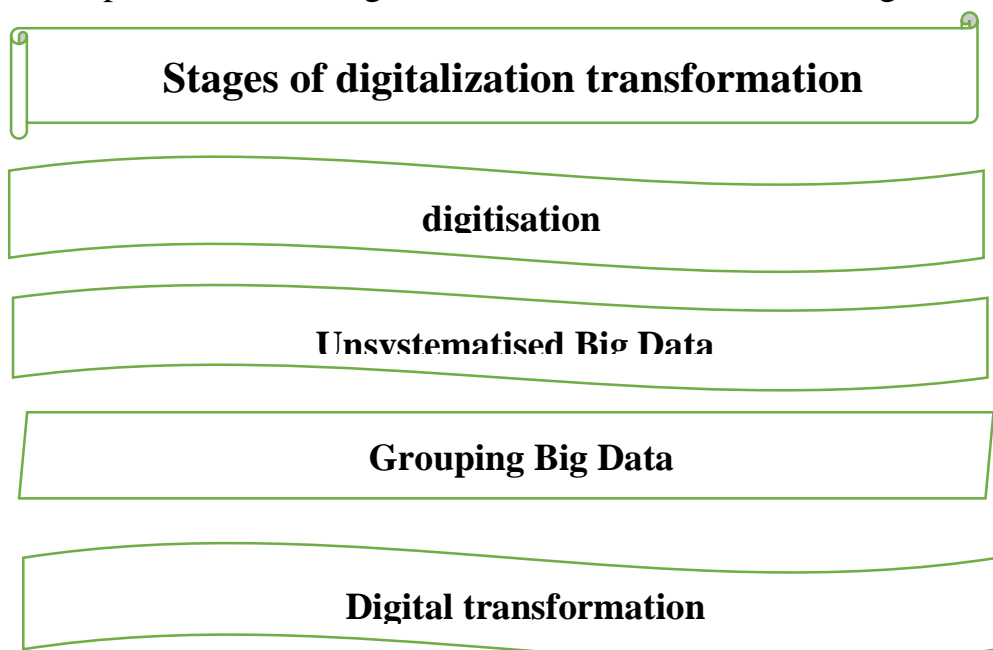 Stages of digitalization transformation
digitisation
Unsystematised Big Data
Grouping Big Data
Digital transformation